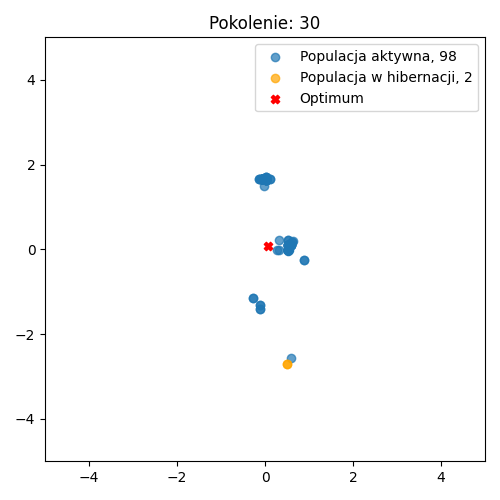 Pokolenie: 30
Populacja aktywna, 98
Populacja w hibernacji, 2
Optimum
4
2
0
−2
−4
−4 −2 0 2 4